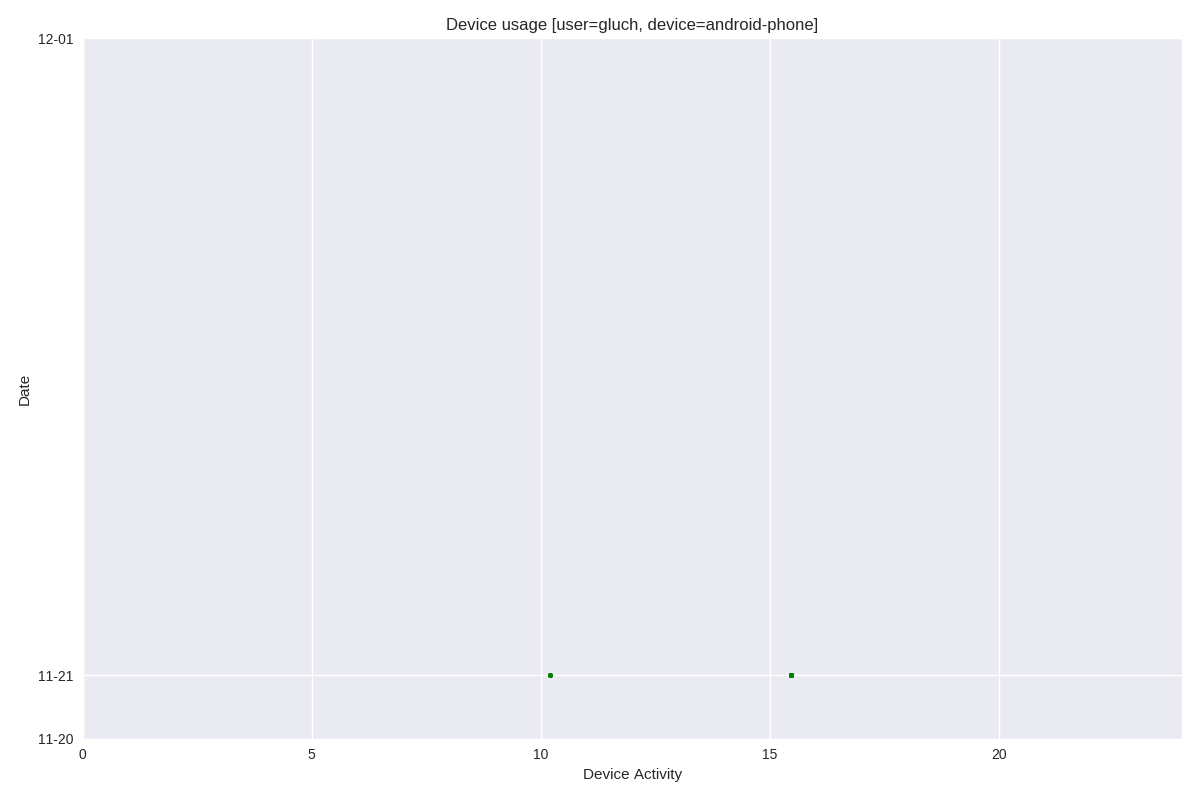 Device usage [user=gluch, device=android-phone]
12-01
Date
11-21
11-20
0 5 10 15 20
Device Activity